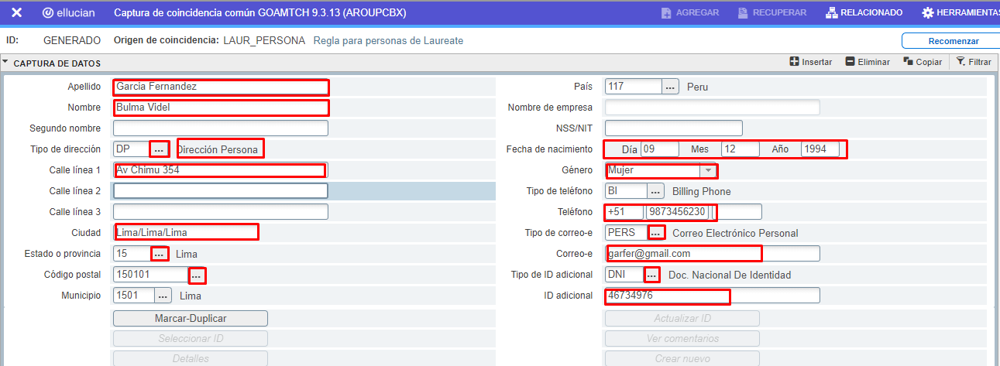 ellucian Captura de coincidencia común GOAMTCH 9.3.13 (AROUPCBX) AGREGAR RECUPERAR RELACIONADO HERRAMIENTAS
ID: GENERADO Origen de coincidencia: LAUR_PERSONA Regla para personas de Laureate Recomenzar
CAPTURA DE DATOS Insertar Eliminar Copiar Filtrar
Apellido Garcia Fernandez País 117 ... Peru
Nombre Bulma Videl Nombre de empresa
Segundo nombre NSS/NIT
Tipo de dirección DP ... Dirección Persona Fecha de nacimiento Día 09 Mes 12 Año 1994
Calle línea 1 Av Chimu 354 Género Mujer
Calle línea 2 Tipo de teléfono BI ... Billing Phone
Calle línea 3 Teléfono +51 9873456230
Ciudad Lima/Lima/Lima Tipo de correo-e PERS ... Correo Electrónico Personal
Estado o provincia 15 ... Lima Correo-e garfer@gmail.com
Código postal 150101 ... Tipo de ID adicional DNI ... Doc. Nacional De Identidad
Municipio 1501 ... Lima ID adicional 46734976
Marcar-Duplicar Actualizar ID
Seleccionar ID Ver comentarios
Detalles Crear nuevo